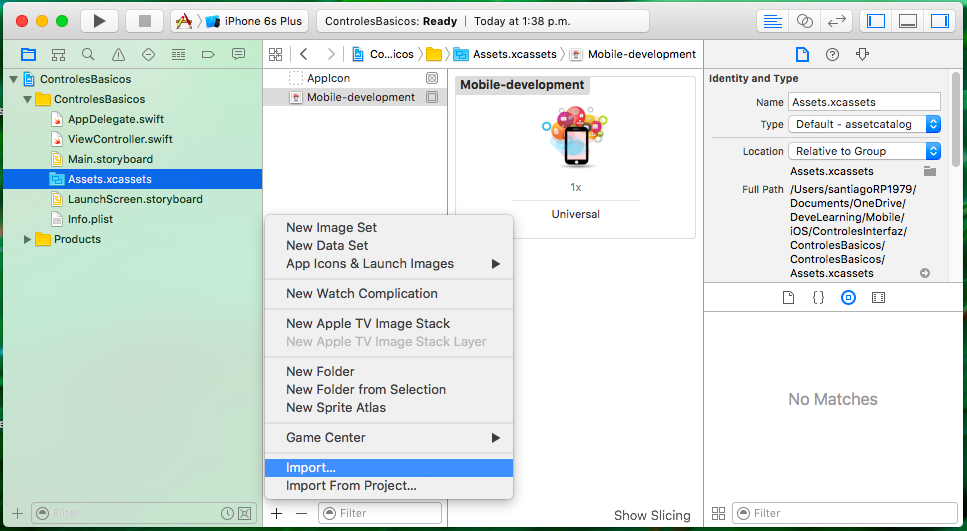 iPhone 6s Plus
ControlesBasicos: Ready | Today at 1:38 p.m.
Co...icos
Assets.xcassets
Mobile-development
ControlesBasicos
ControlesBasicos
AppDelegate.swift
ViewController.swift
Main.storyboard
Assets.xcassets
LaunchScreen.storyboard
Info.plist
Products
Filter
AppIcon
Mobile-development
Mobile-development
1x
Universal
New Image Set
New Data Set
App Icons & Launch Images
New Watch Complication
New Apple TV Image Stack
New Apple TV Image Stack Layer
New Folder
New Folder from Selection
New Sprite Atlas
Game Center
Import...
Import From Project...
Filter
Show Slicing
Identity and Type
Name Assets.xcassets
Type Default - assetcatalog
Location Relative to Group
Assets.xcassets
Full Path /Users/santiagoRP1979/
Documents/OneDrive/
DeveLearning/Mobile/
iOS/ControlesInterfaz/
ControlesBasicos/
ControlesBasicos/
Assets.xcassets
{}
No Matches
Filter